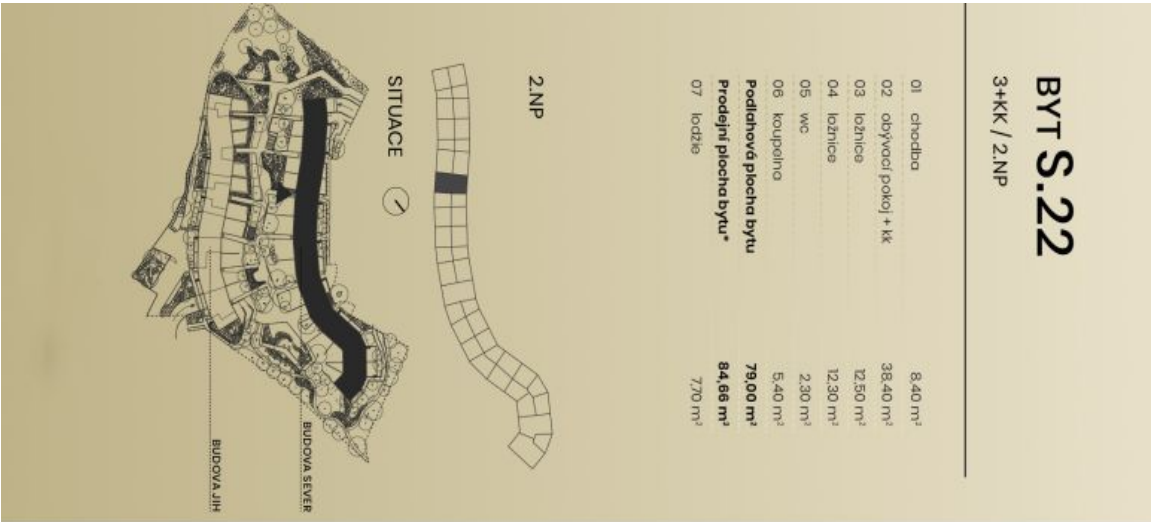 BYT S.22
3+KK / 2.NP
01 chodba 8,40 m²
02 obývací pokoj + kk 38,40 m²
03 ložnice 12,50 m²
04 ložnice 12,30 m²
05 wc 2,30 m²
06 koupelna 5,40 m²
Podlahová plocha bytu 79,00 m²
Prodejní plocha bytu* 84,66 m²
07 lodžie 7,70 m²
2.NP
SITUACE
BUDOVA SEVER
BUDOVA JIH